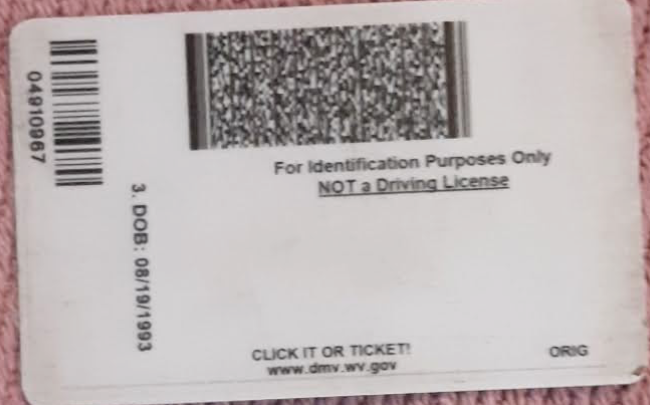 04910967
3. DOB: 08/19/1993
For Identification Purposes Only
NOT a Driving License
CLICK IT OR TICKET!
www.dmv.wv.gov
ORIG